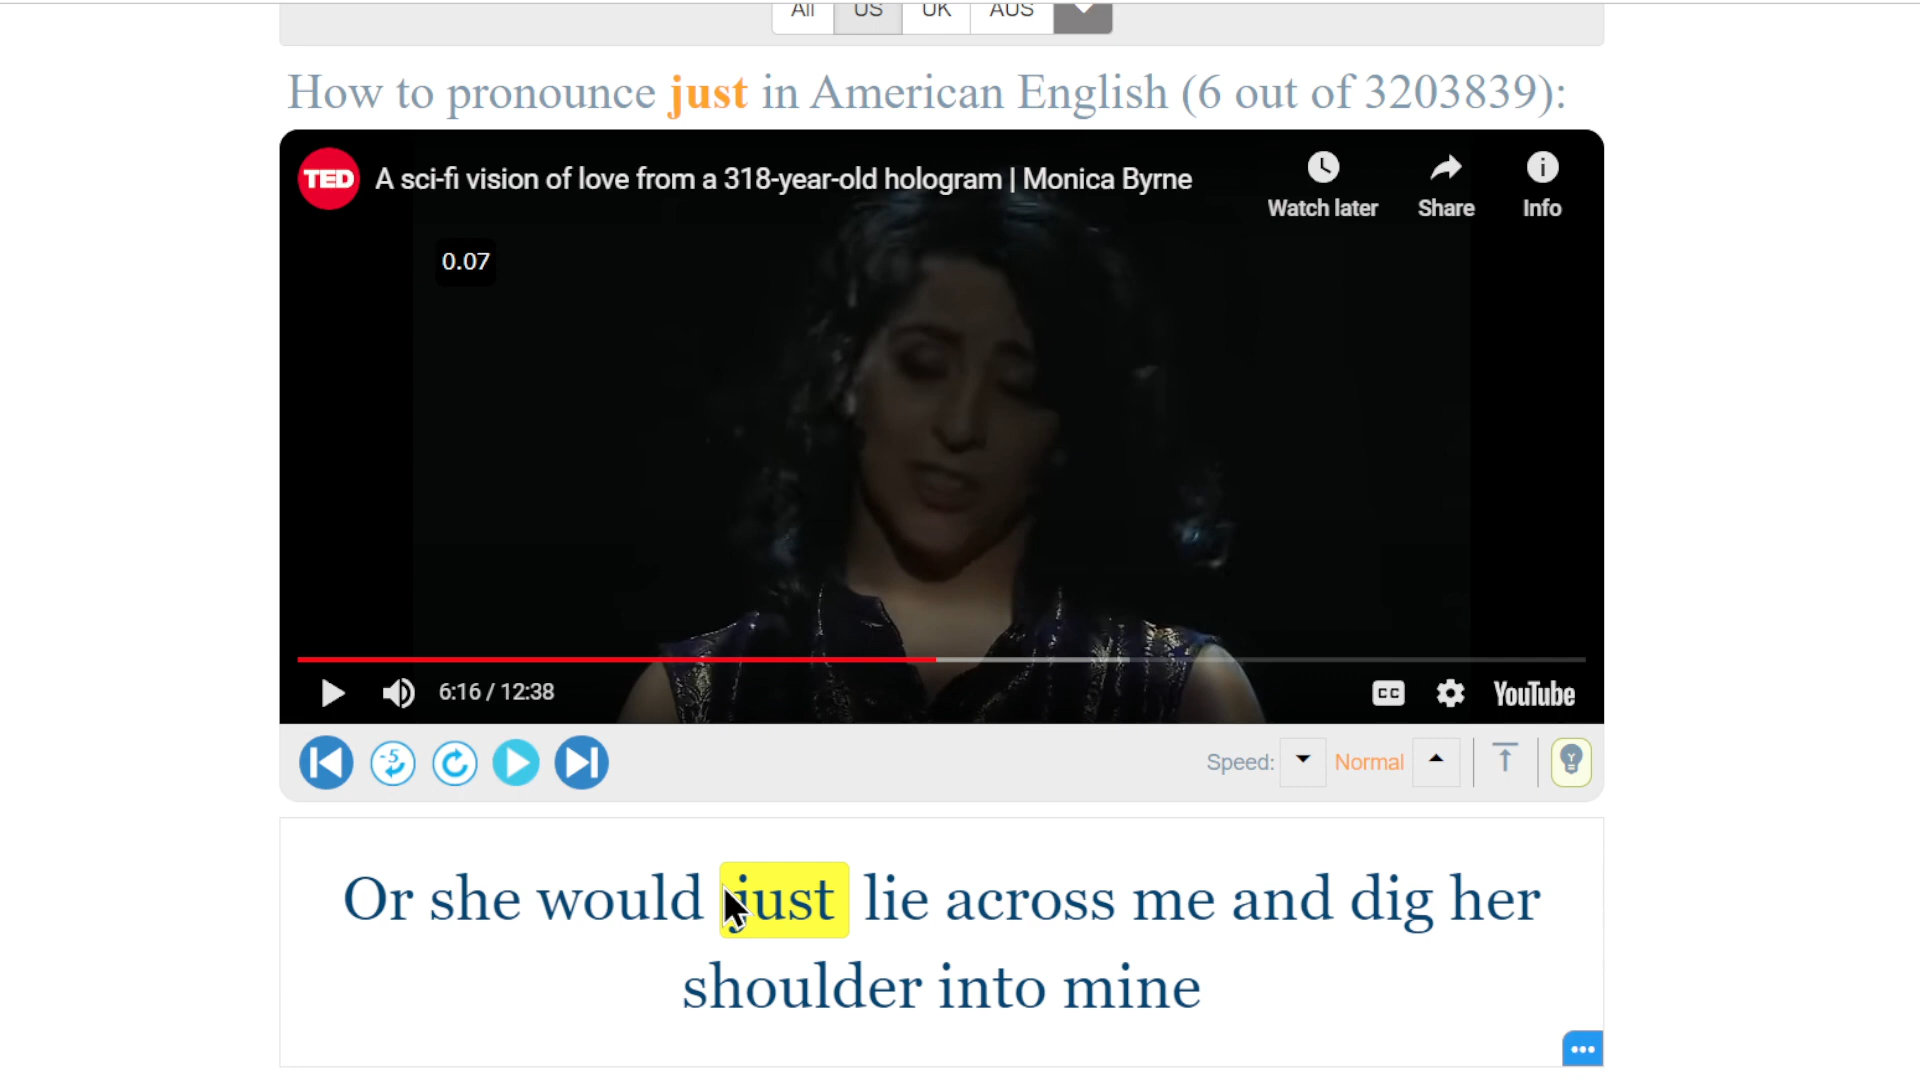 All US UK AUS
How to pronounce just in American English (6 out of 3203839):
TED A sci-fi vision of love from a 318-year-old hologram | Monica Byrne
Watch later Share Info
0.07
6:16 / 12:38 CC YouTube
-5 Speed: Normal
Or she would just lie across me and dig her
shoulder into mine